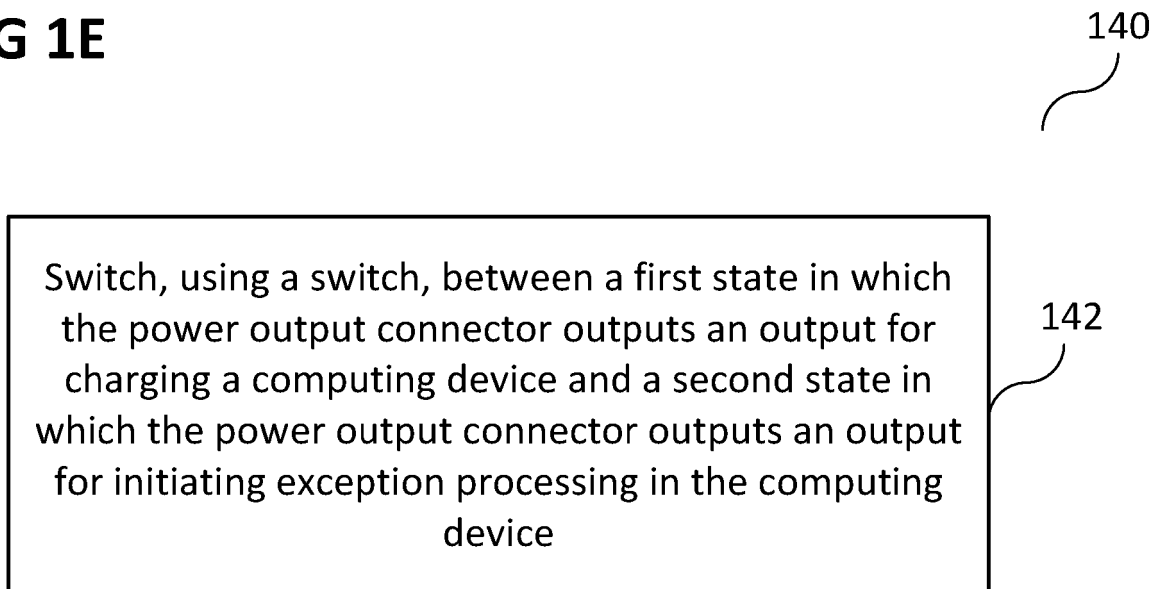 G 1E
140
Switch, using a switch, between a first state in which
the power output connector outputs an output for
charging a computing device and a second state in
which the power output connector outputs an output
for initiating exception processing in the computing
device
142